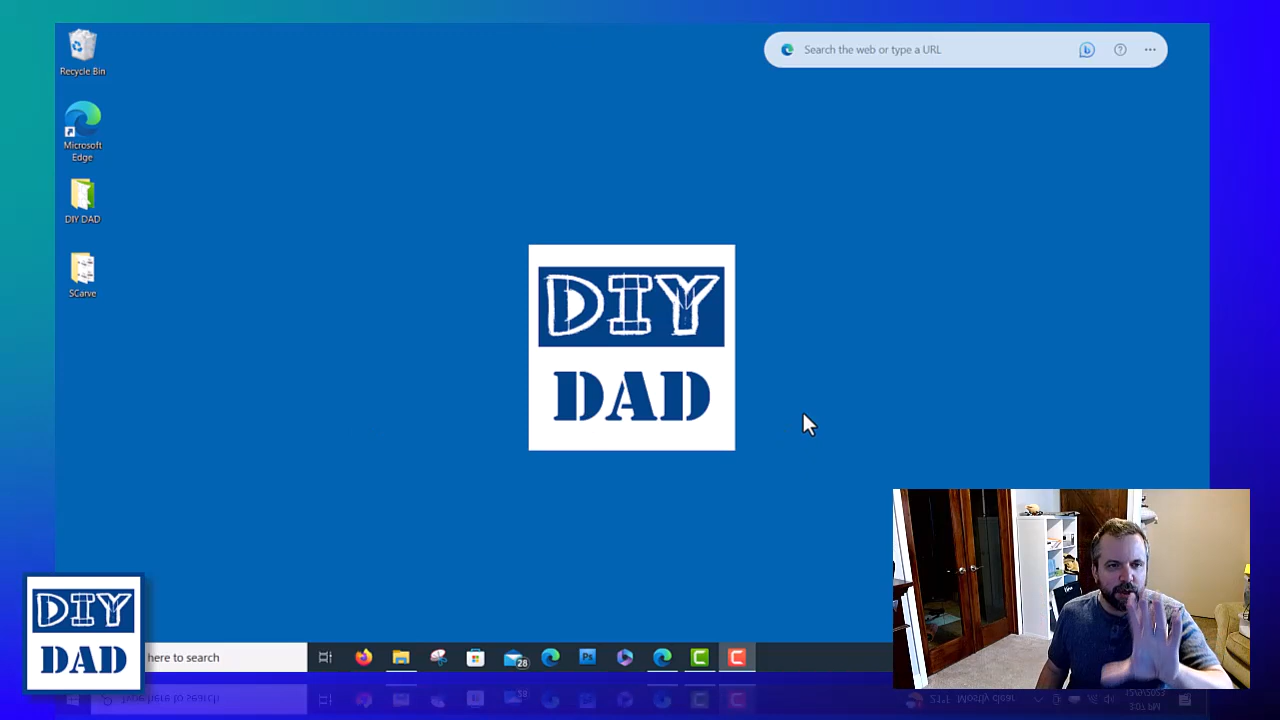 Recycle Bin
Search the web or type a URL
Microsoft
Edge
DIY DAD
SCarve
DIY
DAD
DIY
DAD
here to search
28